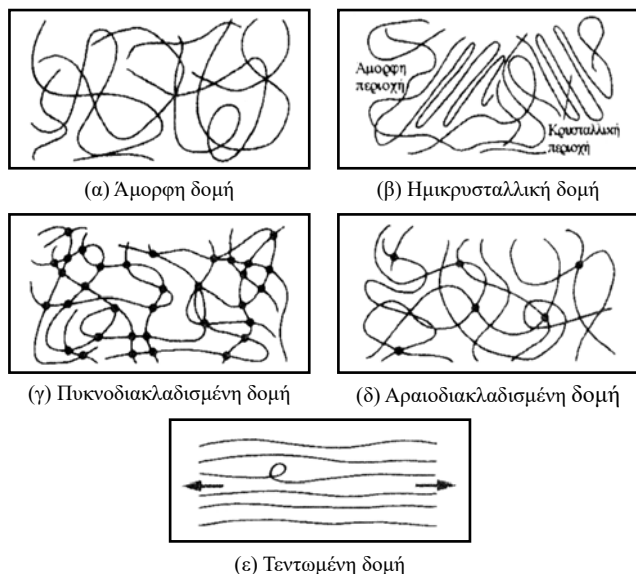 (α) Άμορφη δομή
Άμορφη
περιοχή
Κρυσταλλική
περιοχή
(β) Ημικρυσταλλική δομή
(γ) Πυκνοδιακλαδισμένη δομή
(δ) Αραιοδιακλαδισμένη δομή
(ε) Τεντωμένη δομή